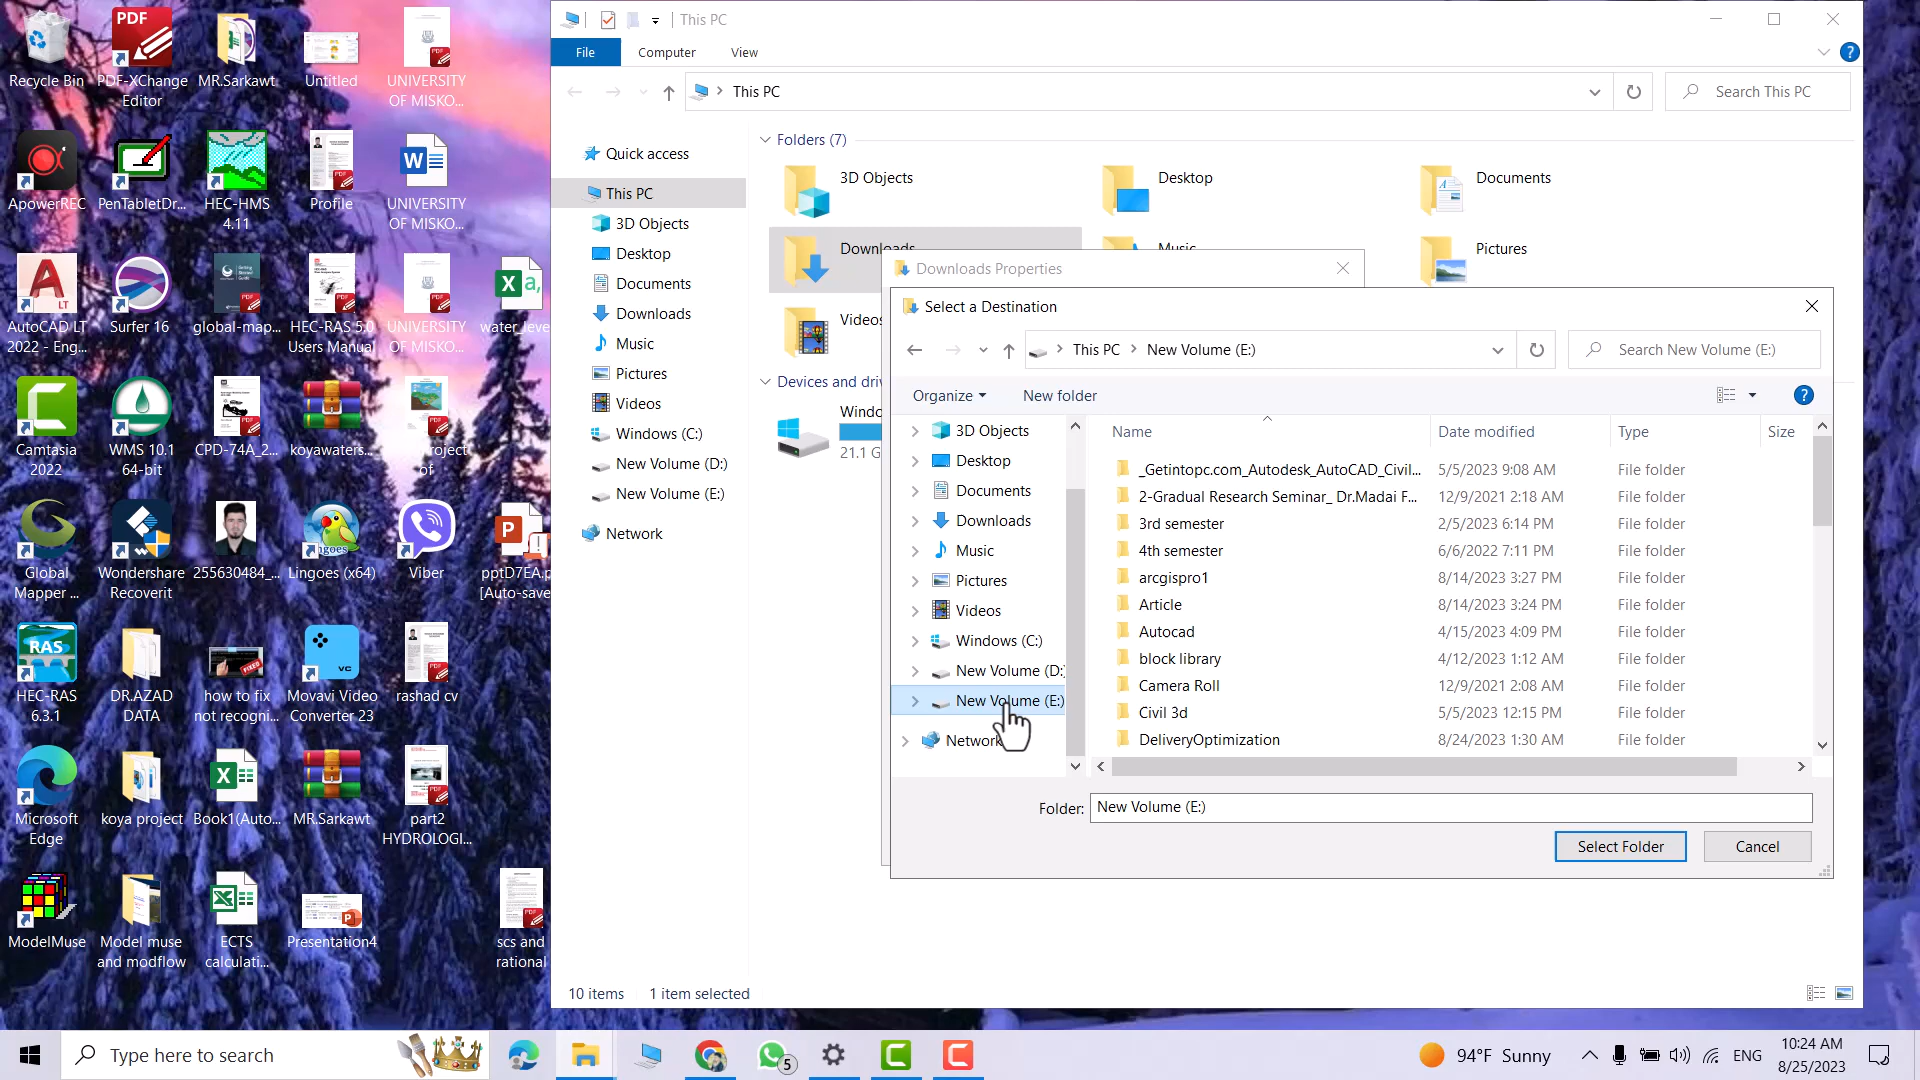 Recycle Bin
PDF-XChange
Editor
MR.Sarkawt
Untitled
UNIVERSITY
OF MISKO...
ApowerREC
PenTabletDr...
HEC-HMS
4.11
Profile
UNIVERSITY
OF MISKO...
AutoCAD LT
2022 - Eng...
Surfer 16
global-map...
HEC-RAS 5.0
Users Manual
UNIVERSITY
OF MISKO...
water_leve
Camtasia
2022
WMS 10.1
64-bit
CPD-74A_2...
koyawaters...
roject
of
Global
Mapper ...
Wondershare
Recoverit
255630484_...
Lingoes (x64)
Viber
pptD7EA.p
[Auto-save
HEC-RAS
6.3.1
DR.AZAD
DATA
how to fix
not recogni...
Movavi Video
Converter 23
rashad cv
Microsoft
Edge
koya project
Book1(Auto...
MR.Sarkawt
part2
HYDROLOGI...
ModelMuse
Model muse
and modflow
ECTS
calculati...
Presentation4
scs and
rational
This PC
File
Computer
View
This PC
Search This PC
Quick access
This PC
3D Objects
Desktop
Documents
Downloads
Music
Pictures
Videos
Windows (C:)
New Volume (D:)
New Volume (E:)
Network
Folders (7)
3D Objects
Desktop
Documents
Downloads
Music
Pictures
Videos
Devices and driv
Windo
21.1 G
Downloads Properties
Select a Destination
This PC > New Volume (E:)
Search New Volume (E:)
Organize
New folder
3D Objects
Desktop
Documents
Downloads
Music
Pictures
Videos
Windows (C:)
New Volume (D:
New Volume (E:)
Network
Name Date modified Type Size
_Getintopc.com_Autodesk_AutoCAD_Civil... 5/5/2023 9:08 AM File folder
2-Gradual Research Seminar_ Dr.Madai F... 12/9/2021 2:18 AM File folder
3rd semester 2/5/2023 6:14 PM File folder
4th semester 6/6/2022 7:11 PM File folder
arcgispro1 8/14/2023 3:27 PM File folder
Article 8/14/2023 3:24 PM File folder
Autocad 4/15/2023 4:09 PM File folder
block library 4/12/2023 1:12 AM File folder
Camera Roll 12/9/2021 2:08 AM File folder
Civil 3d 5/5/2023 12:15 PM File folder
DeliveryOptimization 8/24/2023 1:30 AM File folder
Folder: New Volume (E:)
Select Folder
Cancel
10 items 1 item selected
Type here to search
5
94°F Sunny
ENG
10:24 AM
8/25/2023